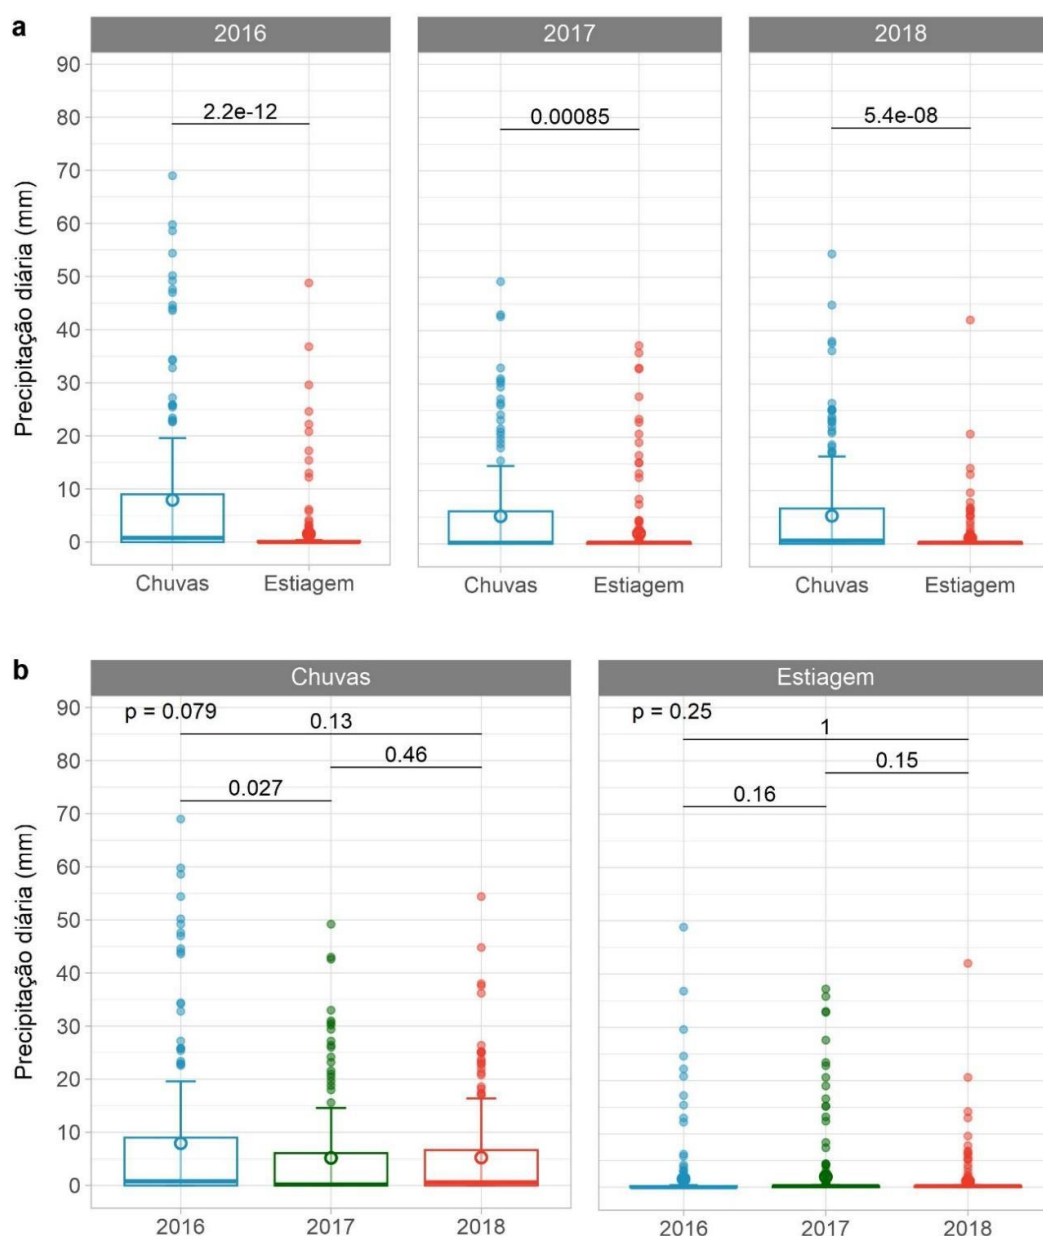 a
2016 2017 2018
90
80
70
60
50
40
30
20
10
0
Precipitação diária (mm)
2.2e-12 0.00085 5.4e-08
Chuvas Estiagem Chuvas Estiagem Chuvas Estiagem
b
Chuvas Estiagem
90
80
70
60
50
40
30
20
10
0
Precipitação diária (mm)
p = 0.079
0.13
0.46
0.027
p = 0.25
1
0.15
0.16
2016 2017 2018 2016 2017 2018